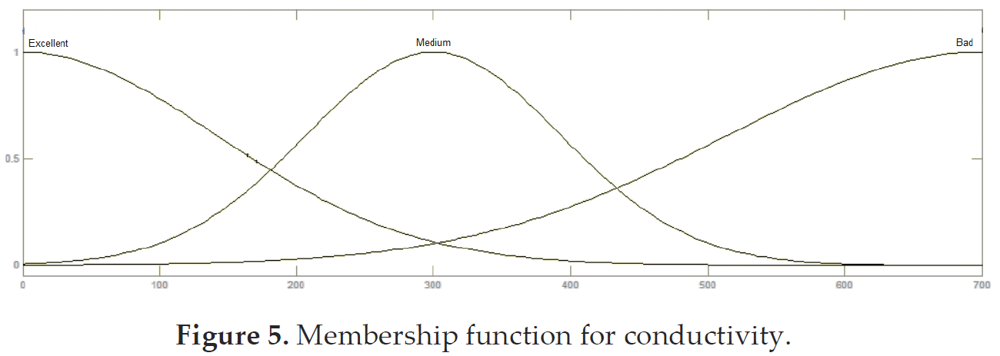 Excellent Medium Bad
1
0.5
0
0 100 200 300 400 500 600 700
Figure 5. Membership function for conductivity.